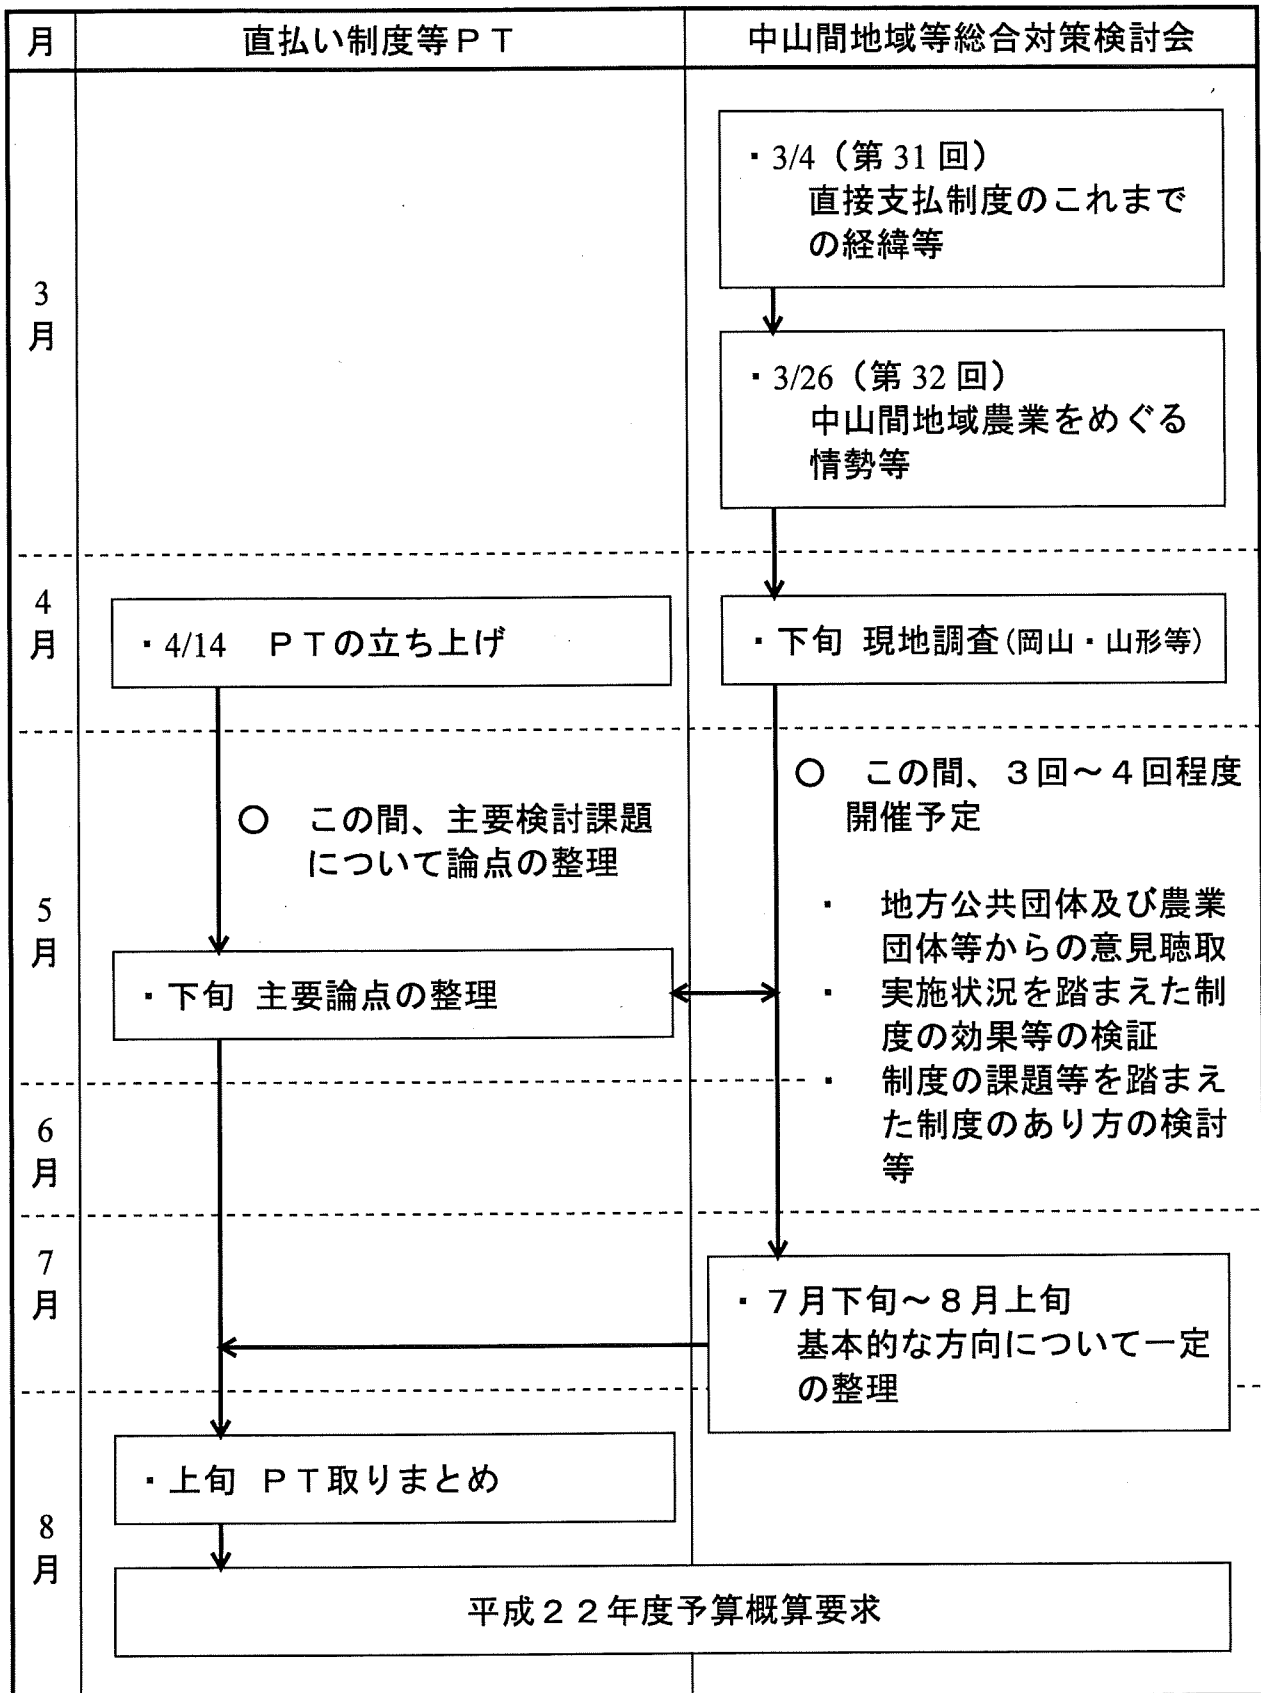 月
直払い制度等ＰＴ
中山間地域等総合対策検討会
3
月
・3/4（第31回）
直接支払制度のこれまで
の経緯等
・3/26（第32回）
中山間地域農業をめぐる
情勢等
4
月
・4/14　ＰＴの立ち上げ
・下旬 現地調査(岡山・山形等)
5
月
○　この間、主要検討課題
について論点の整理
・下旬 主要論点の整理
○　この間、３回～４回程度
開催予定
・　地方公共団体及び農業
団体等からの意見聴取
・　実施状況を踏まえた制
度の効果等の検証
・　制度の課題等を踏まえ
た制度のあり方の検討
等
6
月
7
月
・７月下旬～８月上旬
基本的な方向について一定
の整理
8
月
・上旬 ＰＴ取りまとめ
平成２２年度予算概算要求